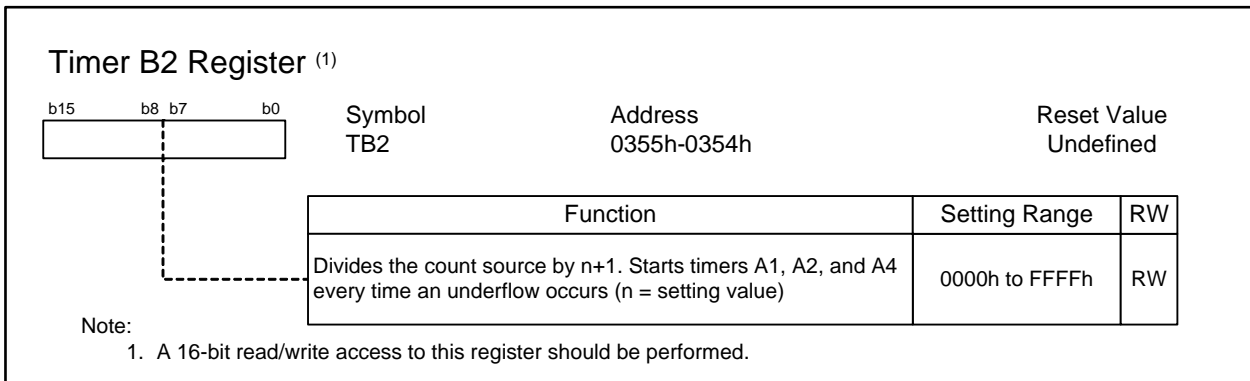 Timer B2 Register (1)
b15 b8 b7 b0
Symbol Address Reset Value
TB2 0355h-0354h Undefined
Function Setting Range RW
Divides the count source by n+1. Starts timers A1, A2, and A4
every time an underflow occurs (n = setting value)
0000h to FFFFh RW
Note:
1. A 16-bit read/write access to this register should be performed.